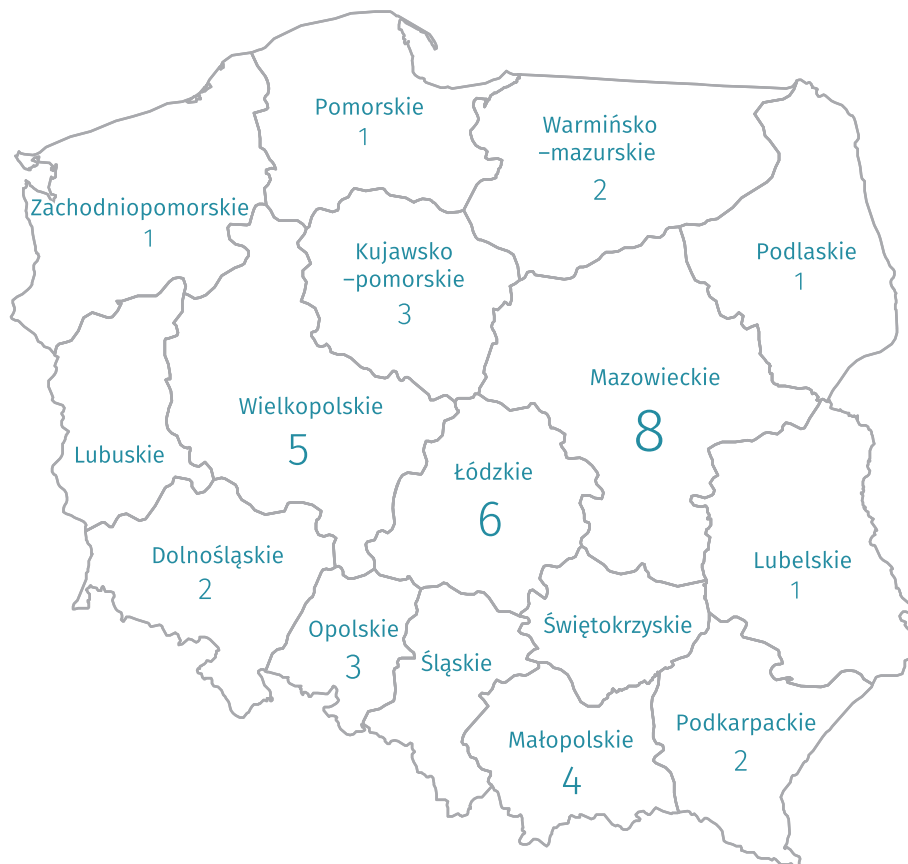 Pomorskie
1
Warmińsko
–mazurskie
2
Zachodniopomorskie
1
Kujawsko
–pomorskie
3
Podlaskie
1
Mazowieckie
8
Wielkopolskie
5
Lubuskie
Łódzkie
6
Dolnośląskie
2
Lubelskie
1
Opolskie
3
Śląskie
Świętokrzyskie
Małopolskie
4
Podkarpackie
2